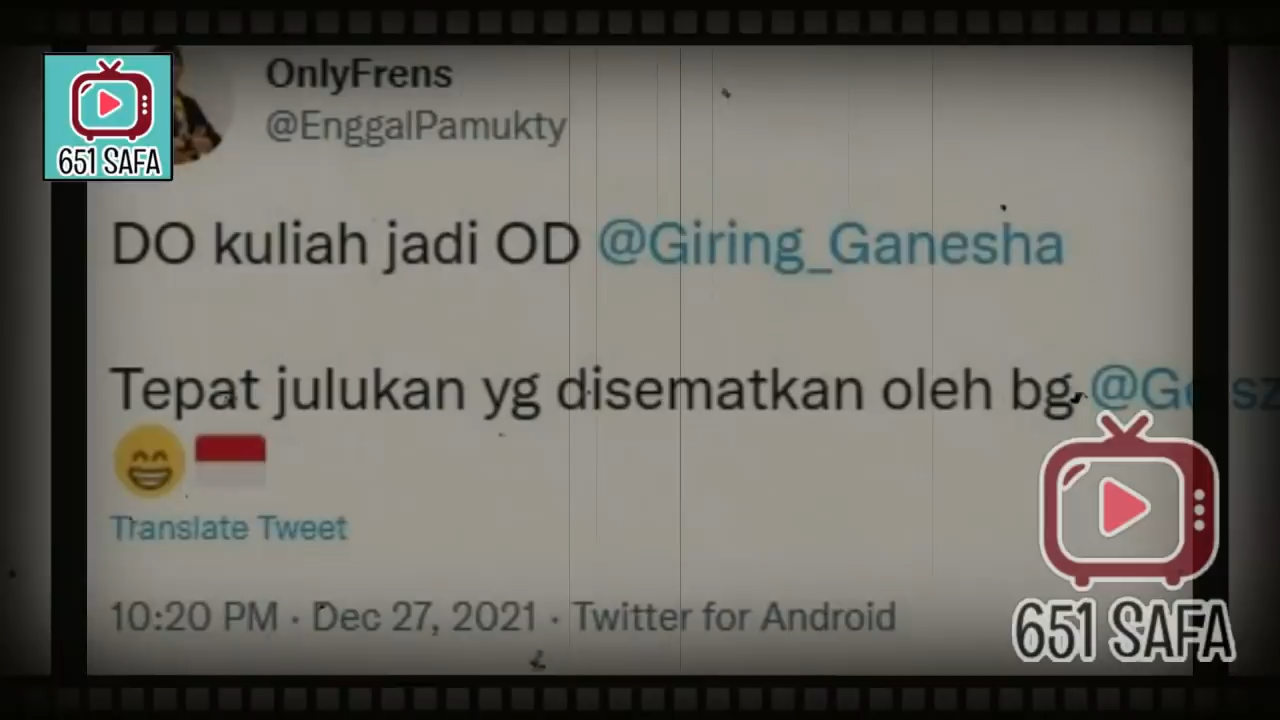 651 SAFA
OnlyFrens
@EnggalPamukty
DO kuliah jadi OD @Giring_Ganesha
Tepat julukan yg disematkan oleh bg
Translate Tweet
10:20 PM · Dec 27, 2021 · Twitter for Android
651 SAFA